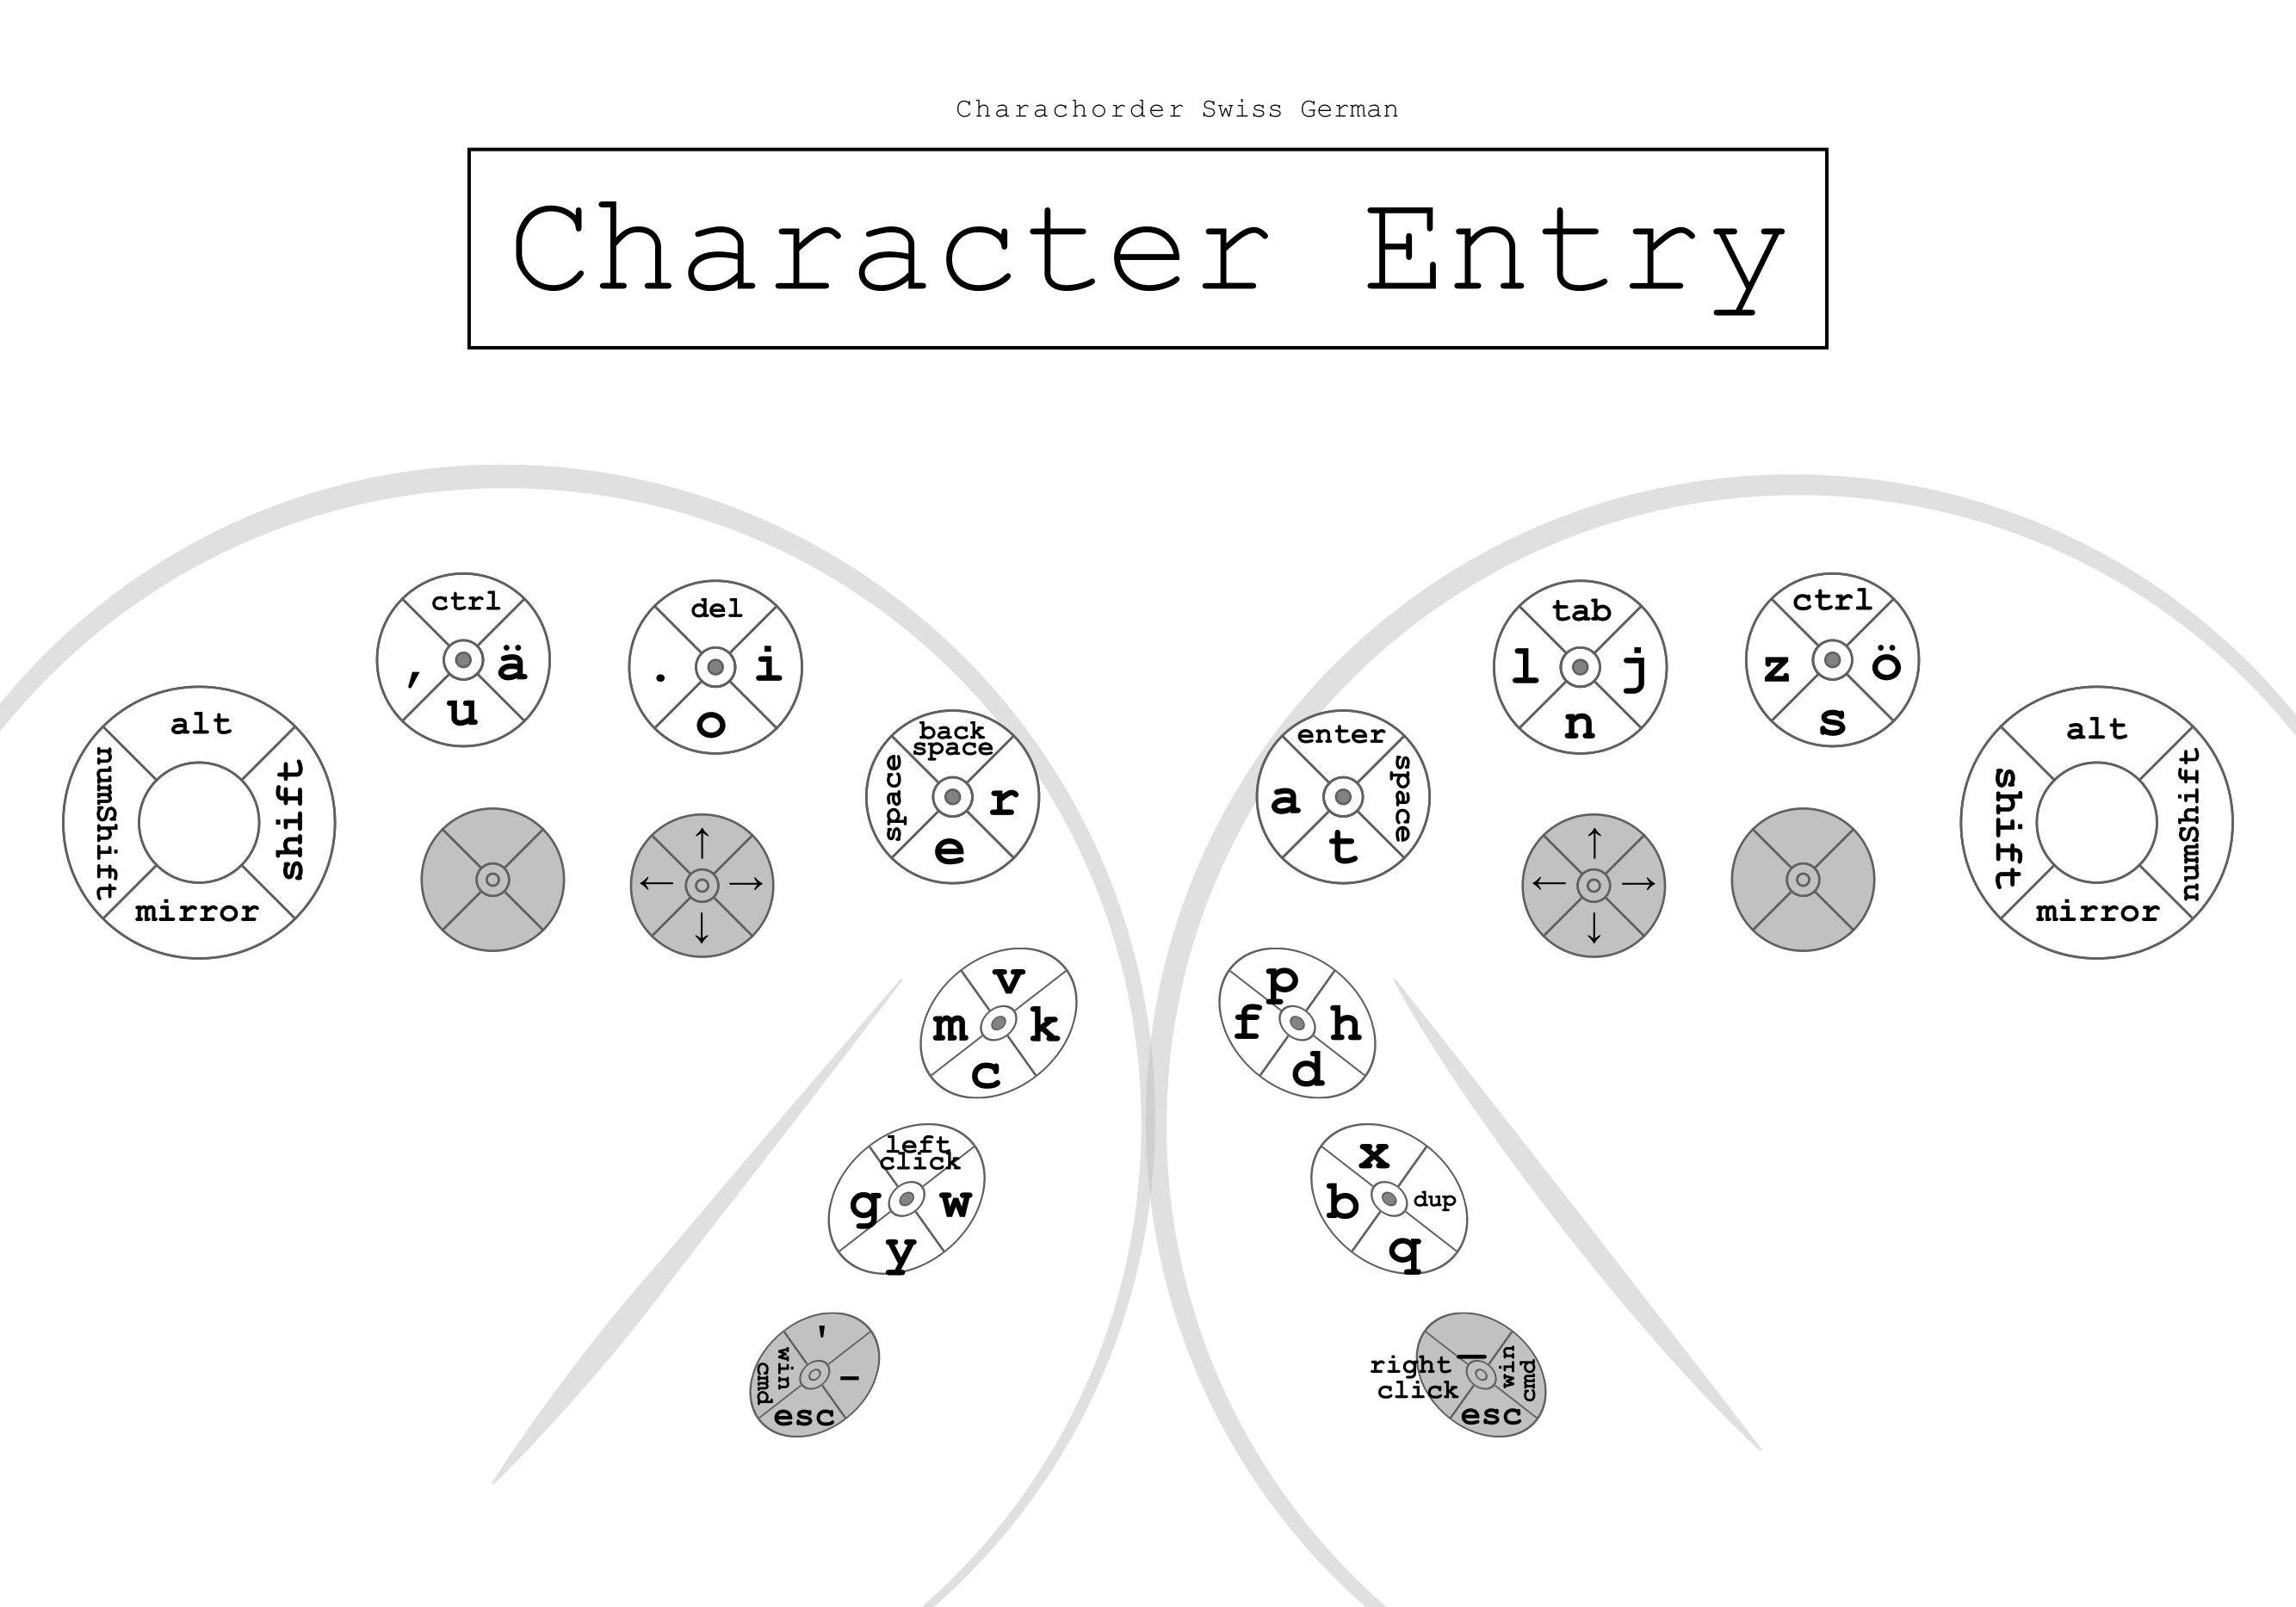 Charachorder Swiss German
Character Entry
ctrl
, ä
u
del
. i
o
tab
l j
n
ctrl
z ö
s
alt
numShift shift
mirror
back
space
space r
e
enter
a space
t
alt
shift numShift
mirror
↑
← →
↓
↑
← →
↓
v
m k
c
p
f h
d
left
click
g w
y
x
b dup
q
'
win
cmd
-
esc
right
click
—
win
cmd
esc